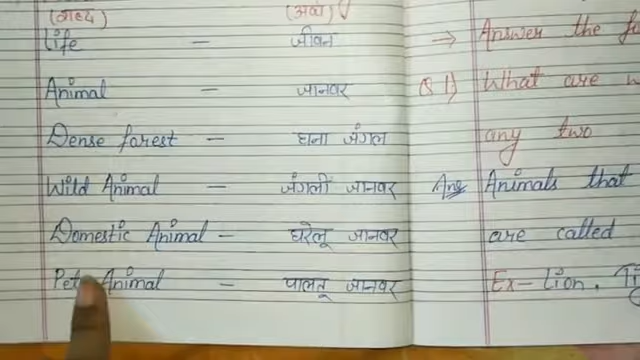 (शब्द) (अर्थ)
Life — जीवन
Animal — जानवर
Dense forest — घना जंगल
Wild Animal — जंगली जानवर
Domestic Animal — घरेलू जानवर
Pet Animal — पालतू जानवर
→ Answer the
Q 1) What are
any two
Ans Animals that
are called
Ex- Lion,